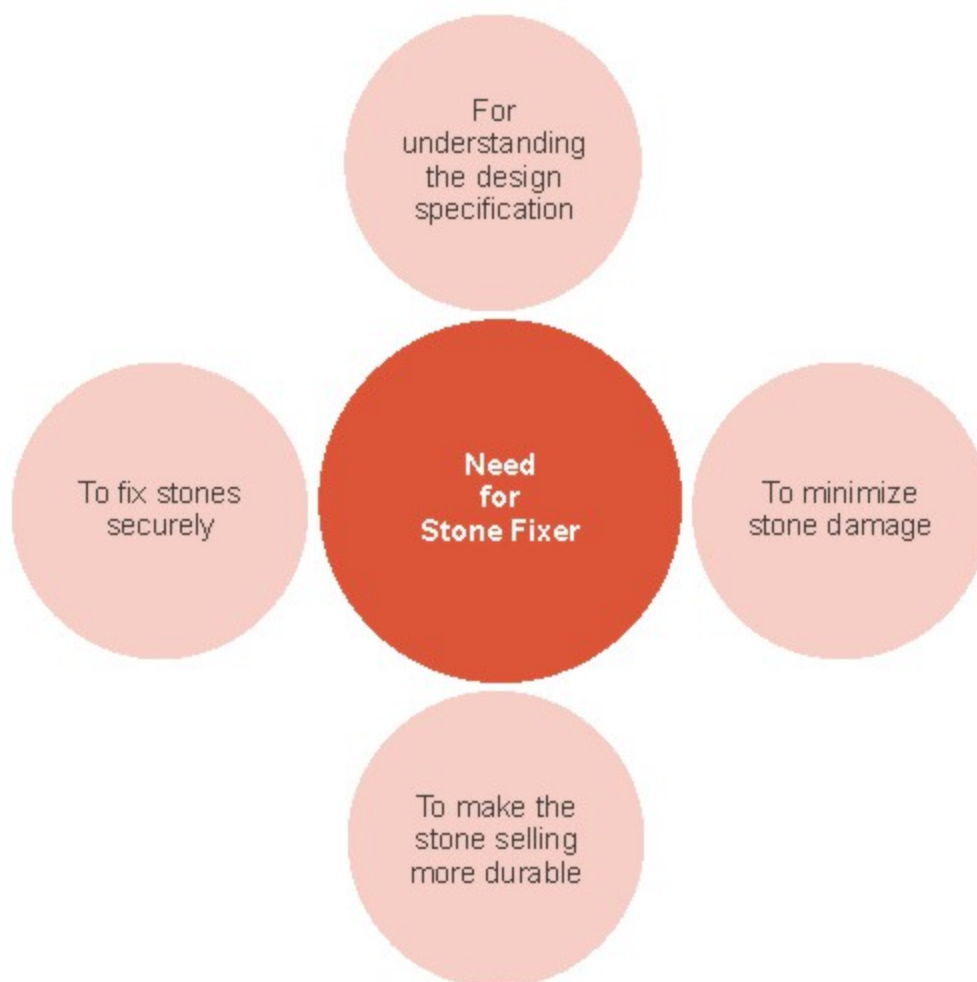 For
understanding
the design
specification
To fix stones
securely
Need
for
Stone Fixer
To minimize
stone damage
To make the
stone selling
more durable